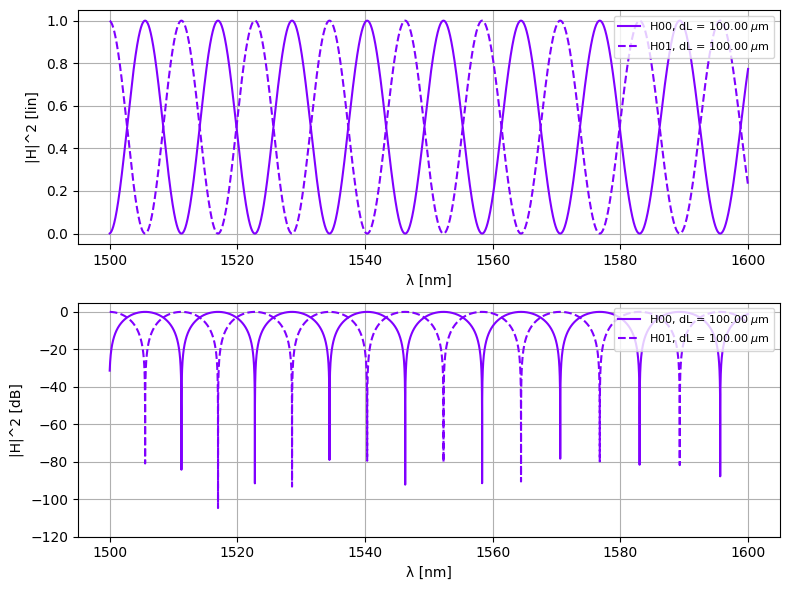 1.0
0.8
0.6
0.4
0.2
0.0
|H|^2 [lin]
H00, dL = 100.00 μm
H01, dL = 100.00 μm
1500 1520 1540 1560 1580 1600
λ [nm]
0
−20
−40
−60
−80
−100
−120
|H|^2 [dB]
H00, dL = 100.00 μm
H01, dL = 100.00 μm
1500 1520 1540 1560 1580 1600
λ [nm]